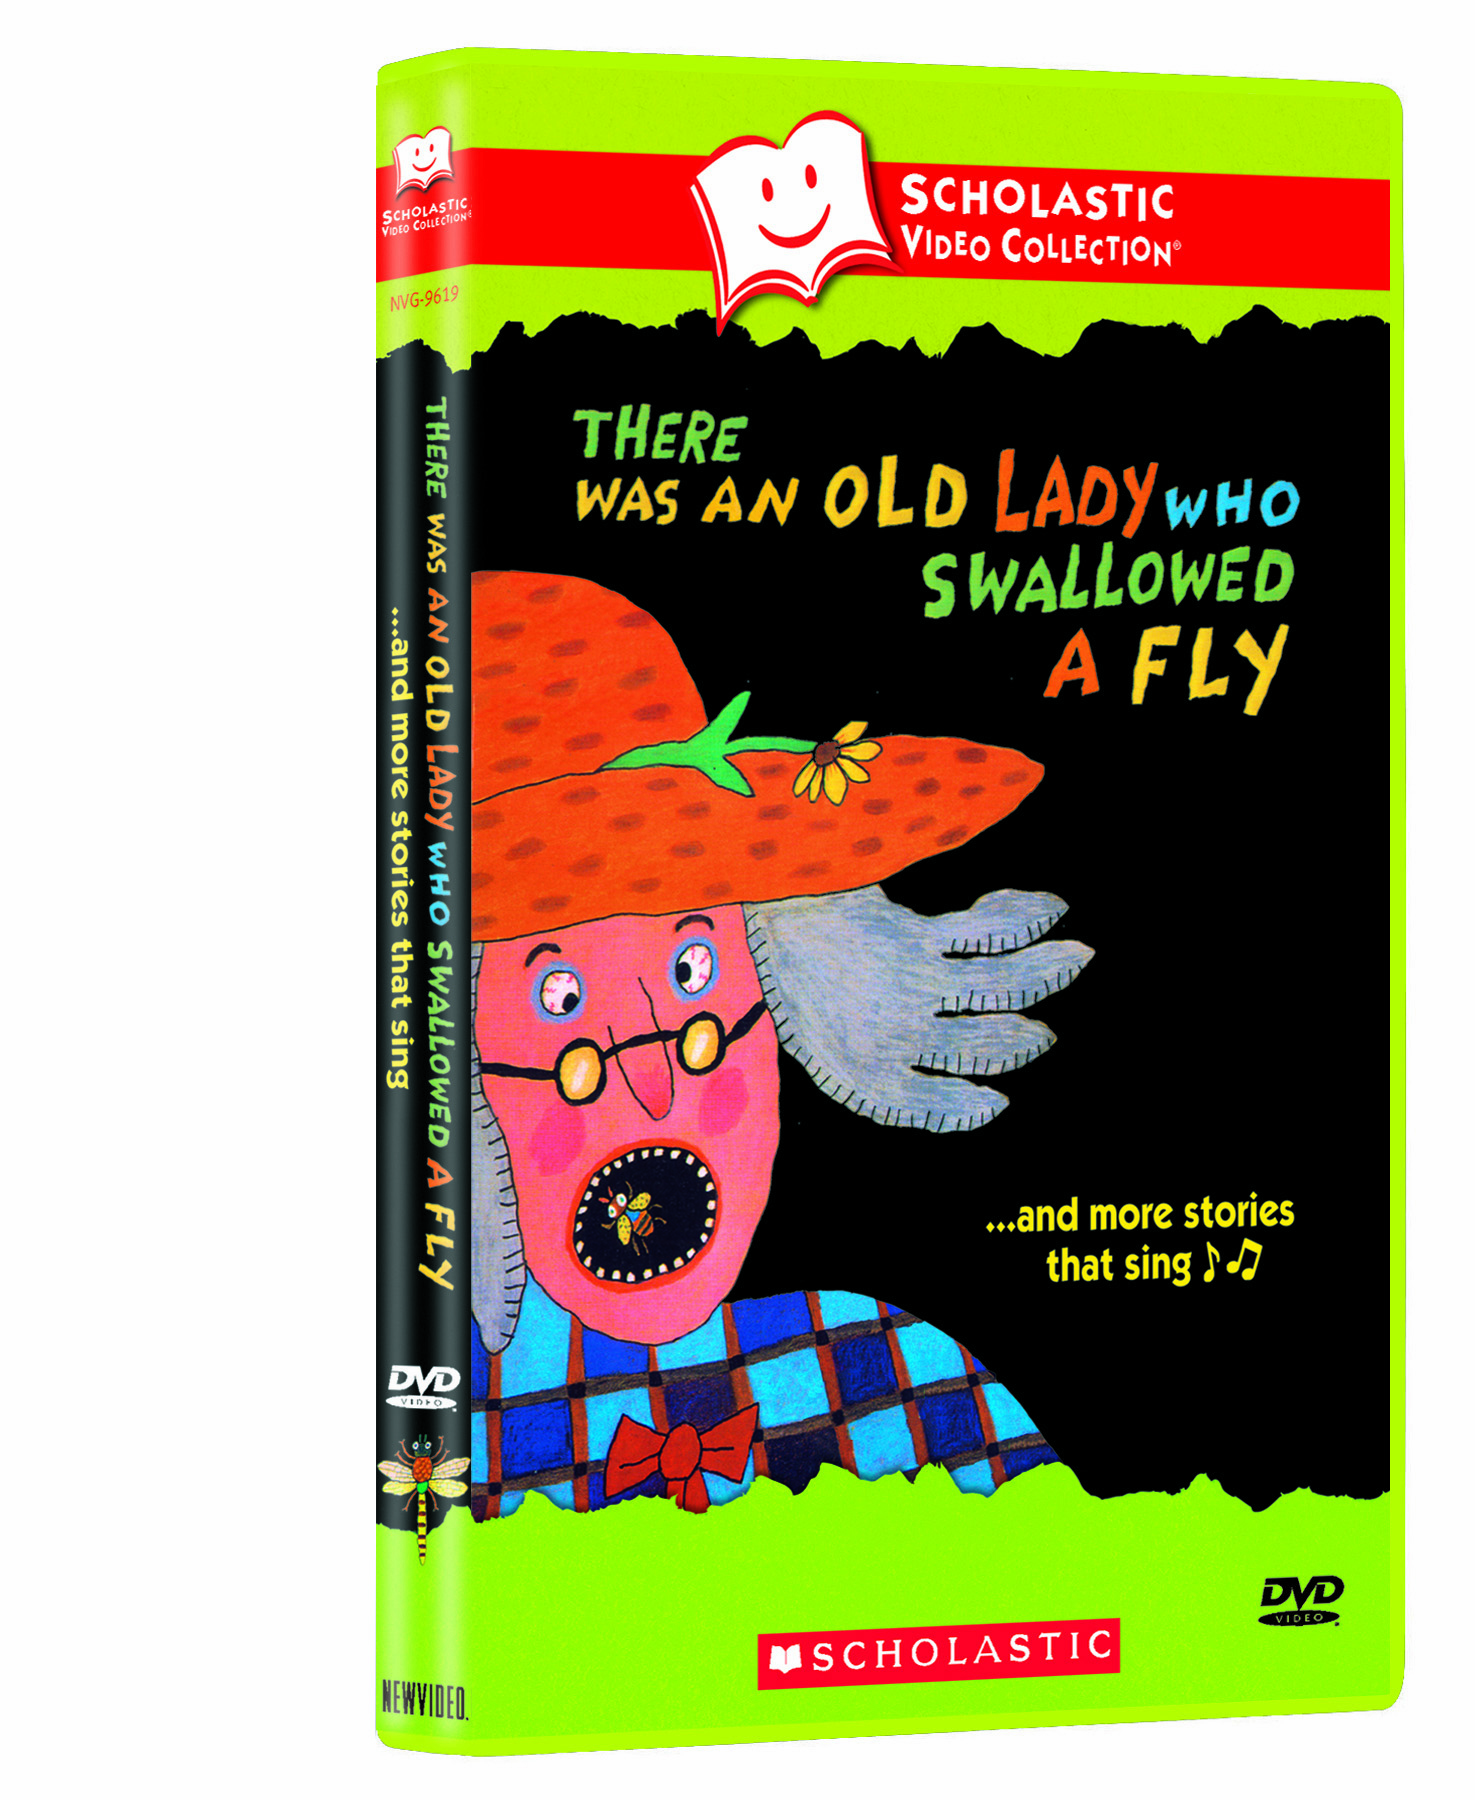 SCHOLASTIC
VIDEO COLLECTION®
NVG-9619
THERE WAS AN OLD LADY WHO SWALLOWED A FLY
...and more stories that sing
DVD
VIDEO
NEWVIDEO.
SCHOLASTIC
VIDEO COLLECTION®
THERE
WAS AN OLD LADY WHO
SWALLOWED
A FLY
...and more stories
that sing ♪♫
DVD
VIDEO
SCHOLASTIC